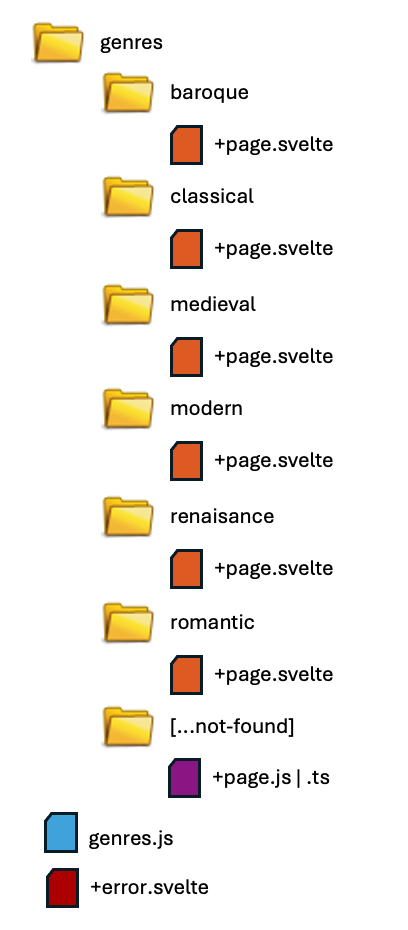 genres
baroque
+page.svelte
classical
+page.svelte
medieval
+page.svelte
modern
+page.svelte
renaisance
+page.svelte
romantic
+page.svelte
[...not-found]
+page.js | .ts
genres.js
+error.svelte